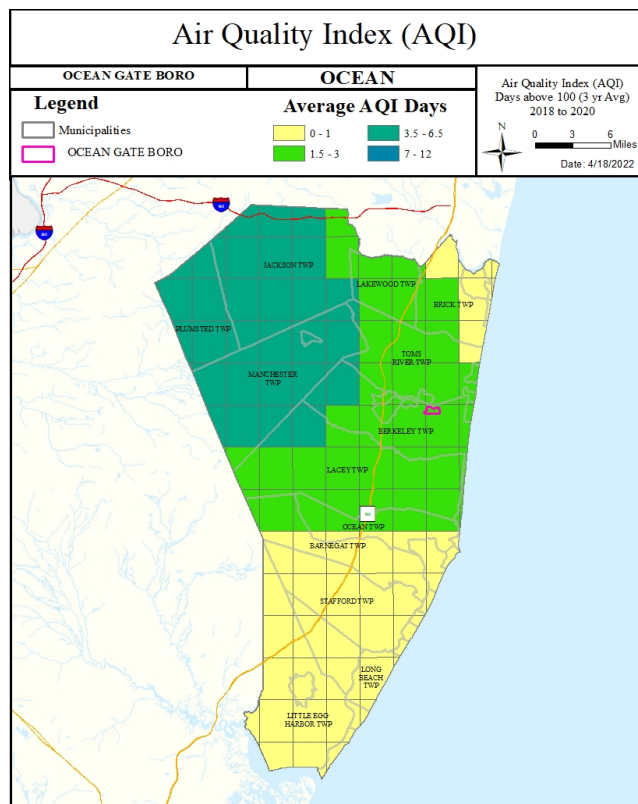 Air Quality Index (AQI)
OCEAN GATE BORO
OCEAN
Air Quality Index (AQI)
Days above 100 (3 yr Avg)
2018 to 2020
Legend
Municipalities
OCEAN GATE BORO
Average AQI Days
0 - 1
1.5 - 3
3.5 - 6.5
7 - 12
N
0 3 6
Miles
Date: 4/18/2022
JACKSON TWP
LAKEWOOD TWP
BRICK TWP
PLUMSTED TWP
TOMS
RIVER TWP
MANCHESTER
TWP
BERKELEY TWP
LACEY TWP
OCEAN TWP
BARNEGAT TWP
STAFFORD TWP
LONG
BEACH
TWP
LITTLE EGG
HARBOR TWP